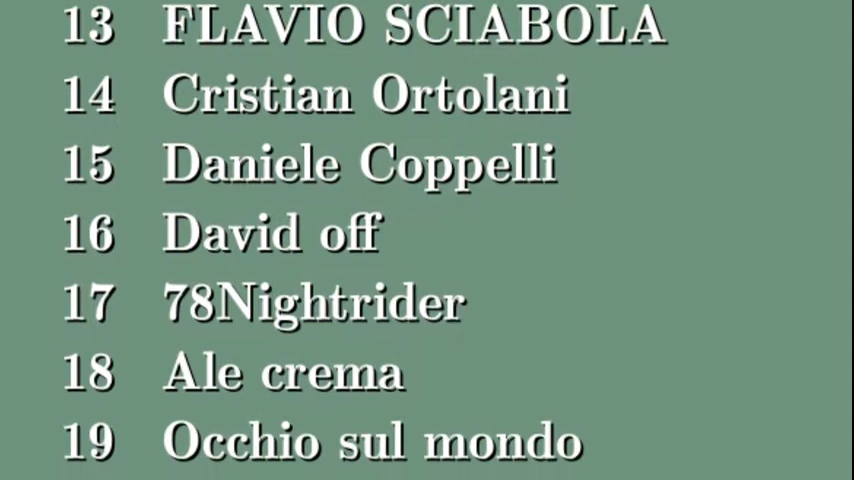 13 FLAVIO SCIABOLA
14 Cristian Ortolani
15 Daniele Coppelli
16 David off
17 78Nightrider
18 Ale crema
19 Occhio sul mondo